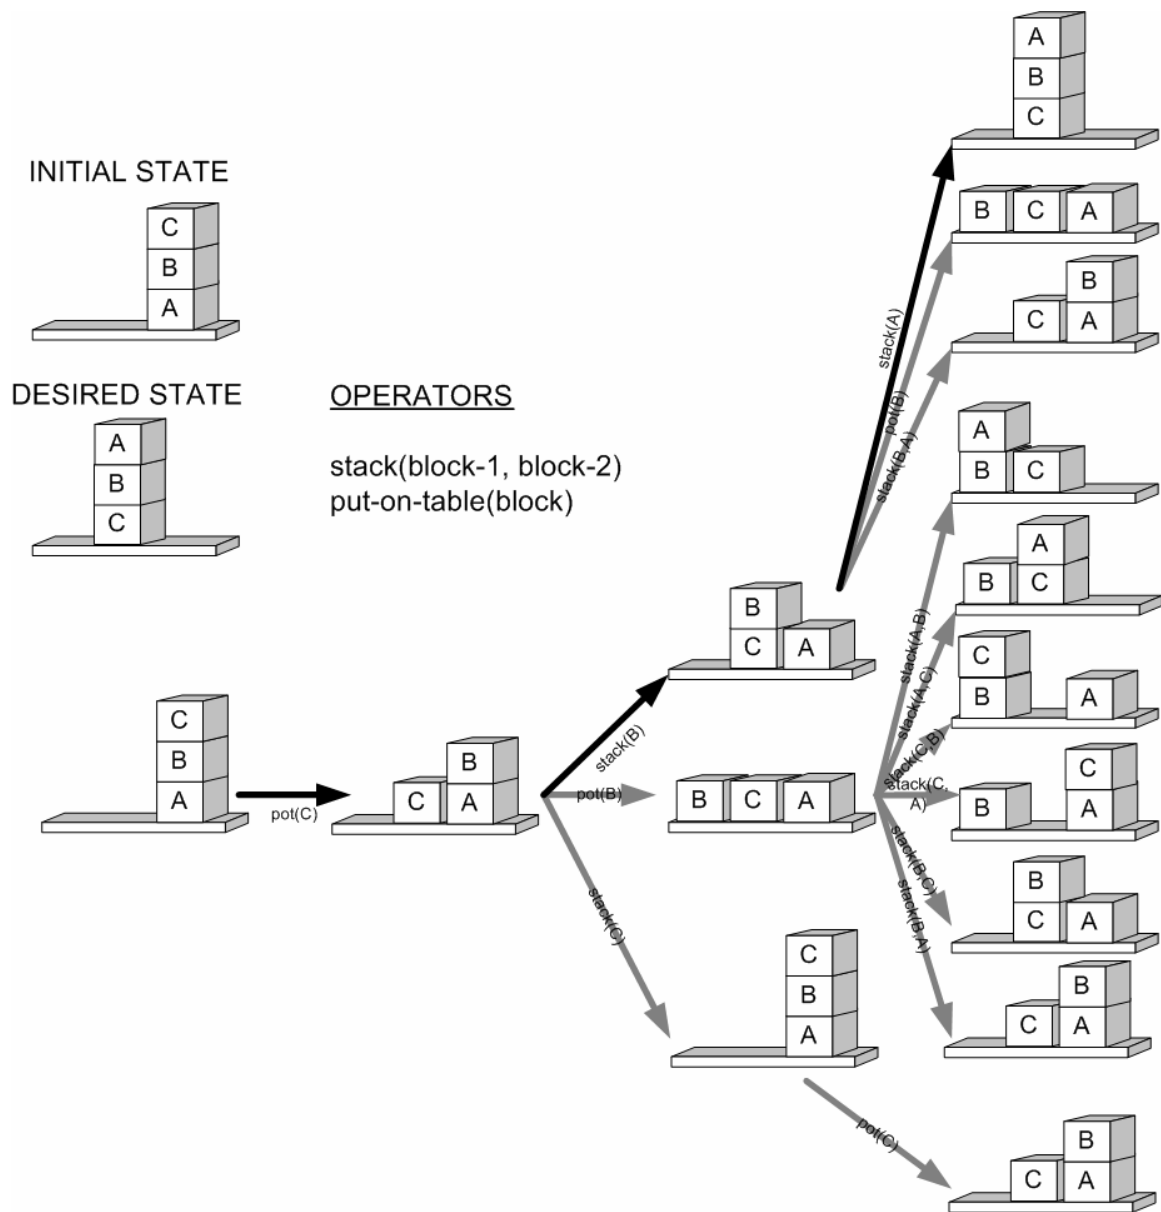 INITIAL STATE
C
B
A
DESIRED STATE
A
B
C
OPERATORS
stack(block-1, block-2)
put-on-table(block)
C
B
A
pot(C)
B
C A
stack(B)
pot(B)
stack(C)
B
C A
B C A
C
B
A
stack(A)
pot(B)
stack(B,A)
stack(A,B)
stack(A,C)
stack(C,B)
stack(C,
A)
stack(B,C)
stack(B,A)
pot(C)
A
B
C
B C A
B
C A
A
B C
A
B C
C
B A
C
B A
B
C A
B
C A
B
C A